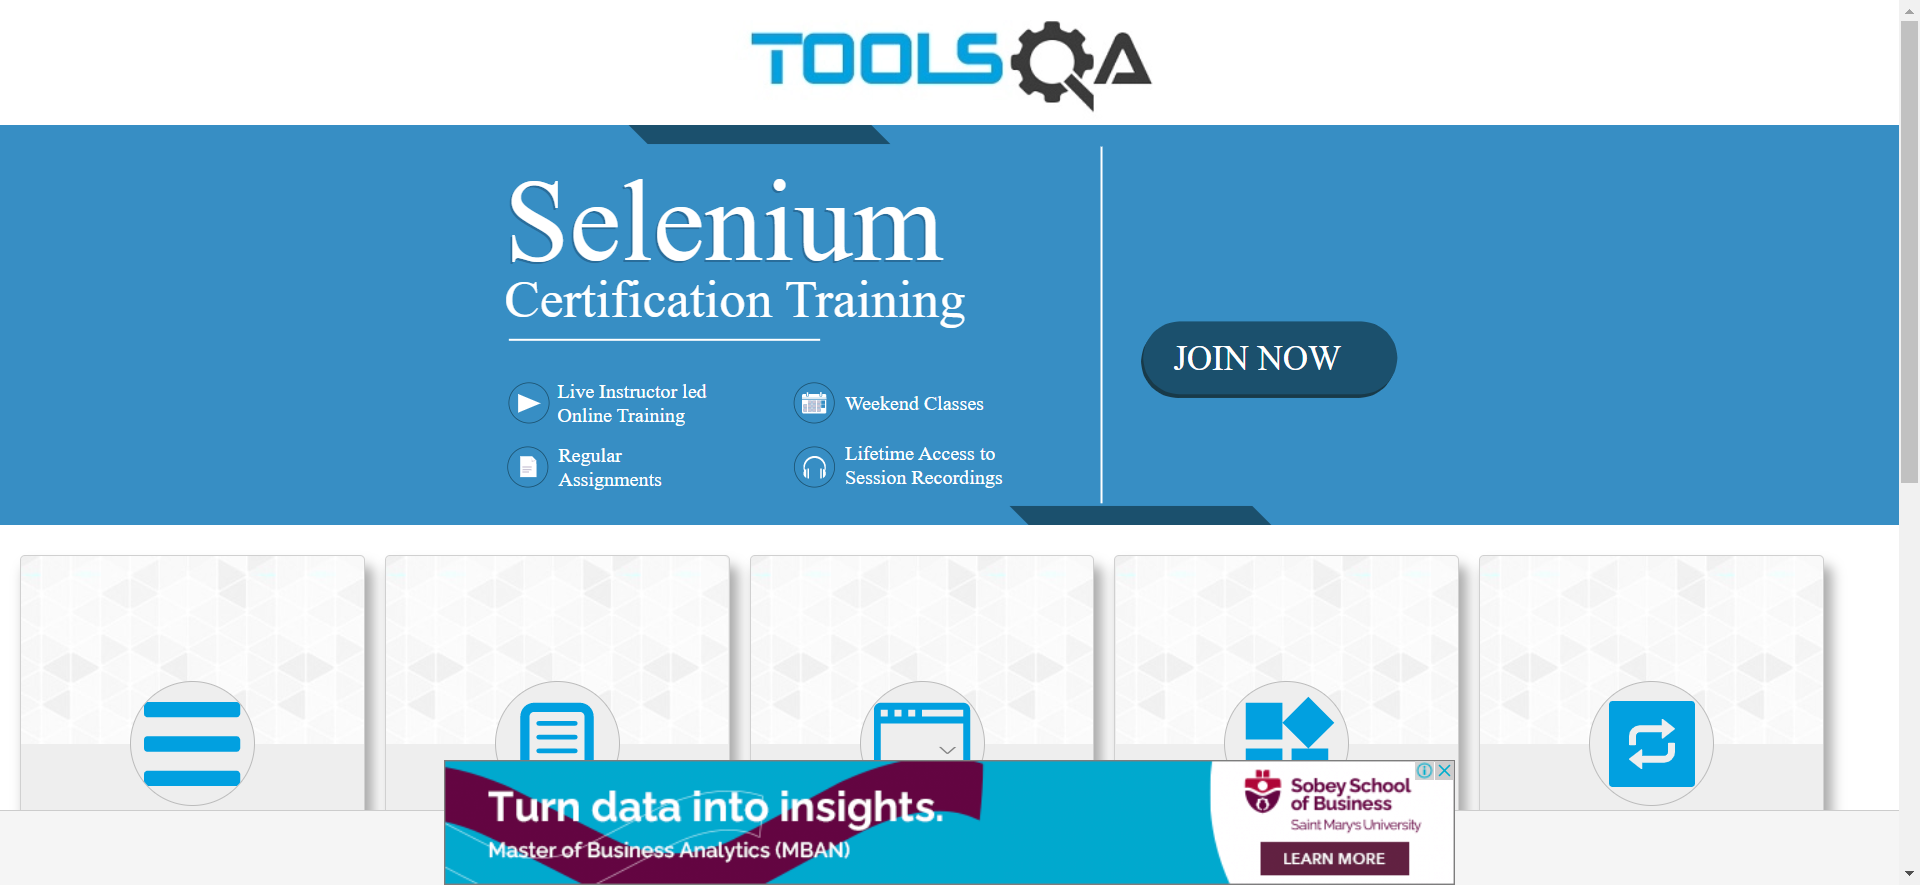 TOOLSQA
Selenium
Certification Training
Live Instructor led
Online Training
Weekend Classes
Regular
Assignments
Lifetime Access to
Session Recordings
JOIN NOW
Turn data into insights.
Master of Business Analytics (MBAN)
Sobey School
of Business
Saint Mary's University
LEARN MORE